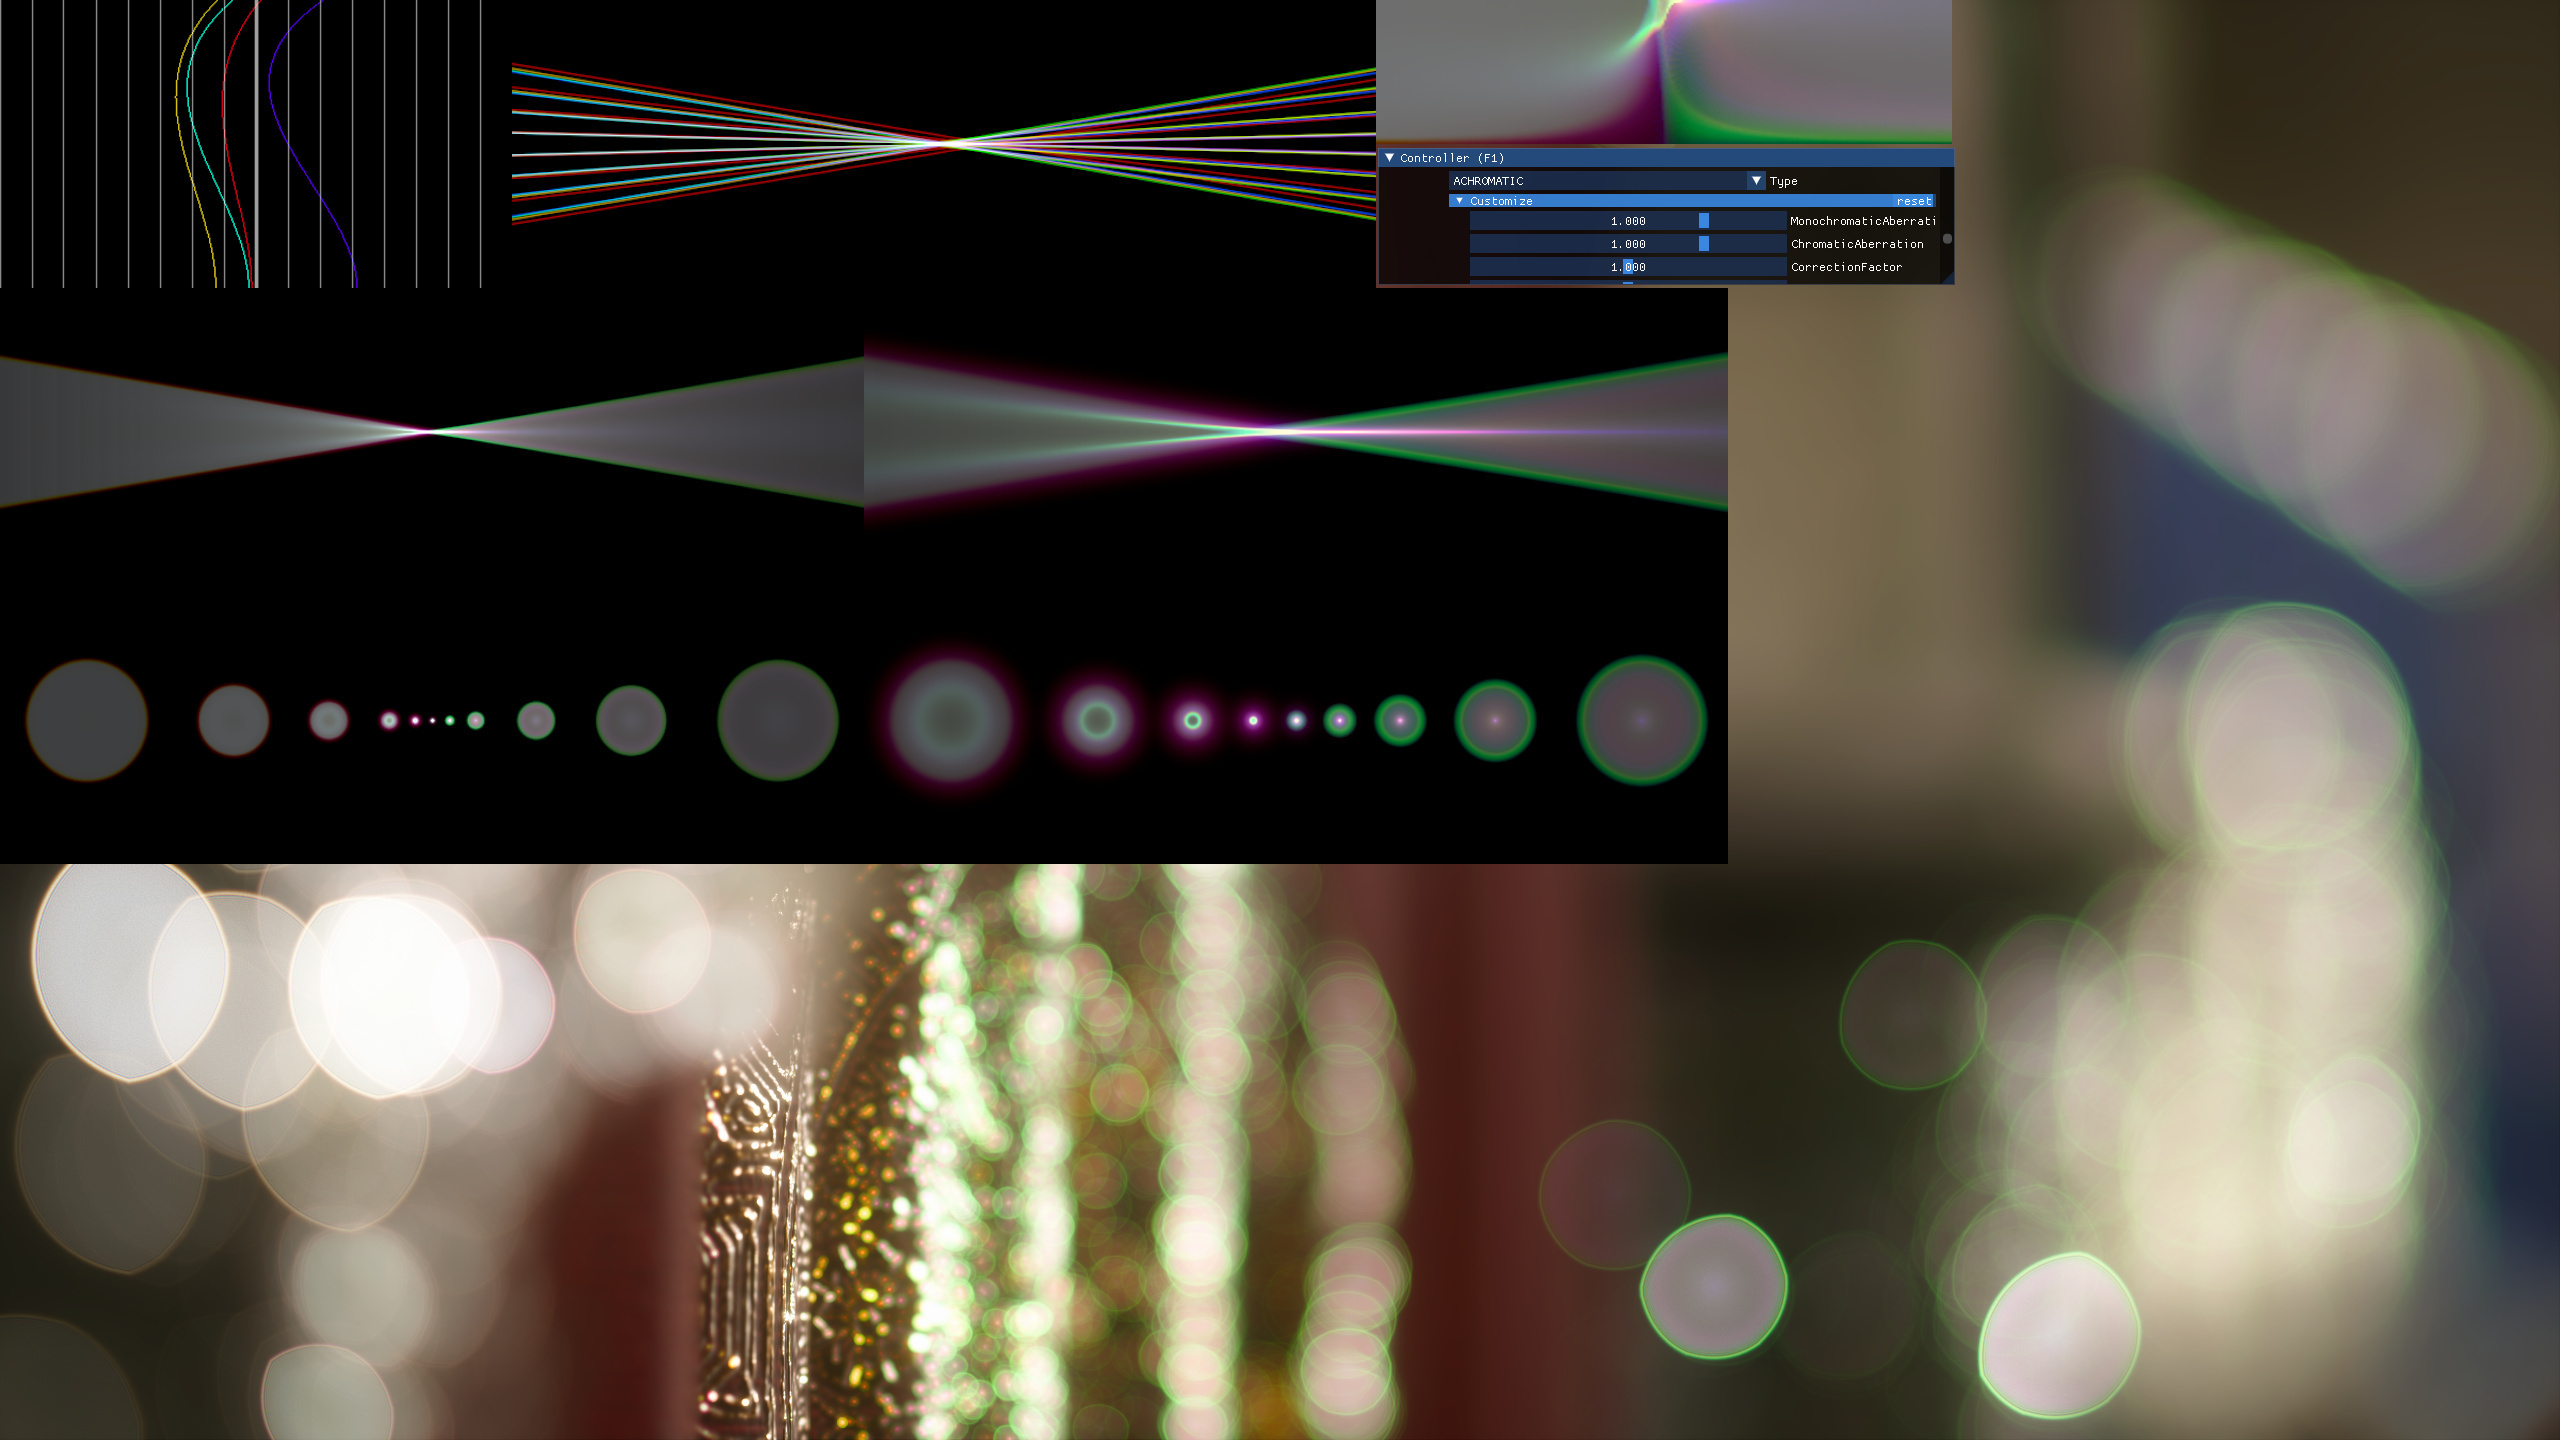 Controller (F1)
ACHROMATIC Type
Customize reset
1.000 MonochromaticAberrati
1.000 ChromaticAberration
1.000 CorrectionFactor